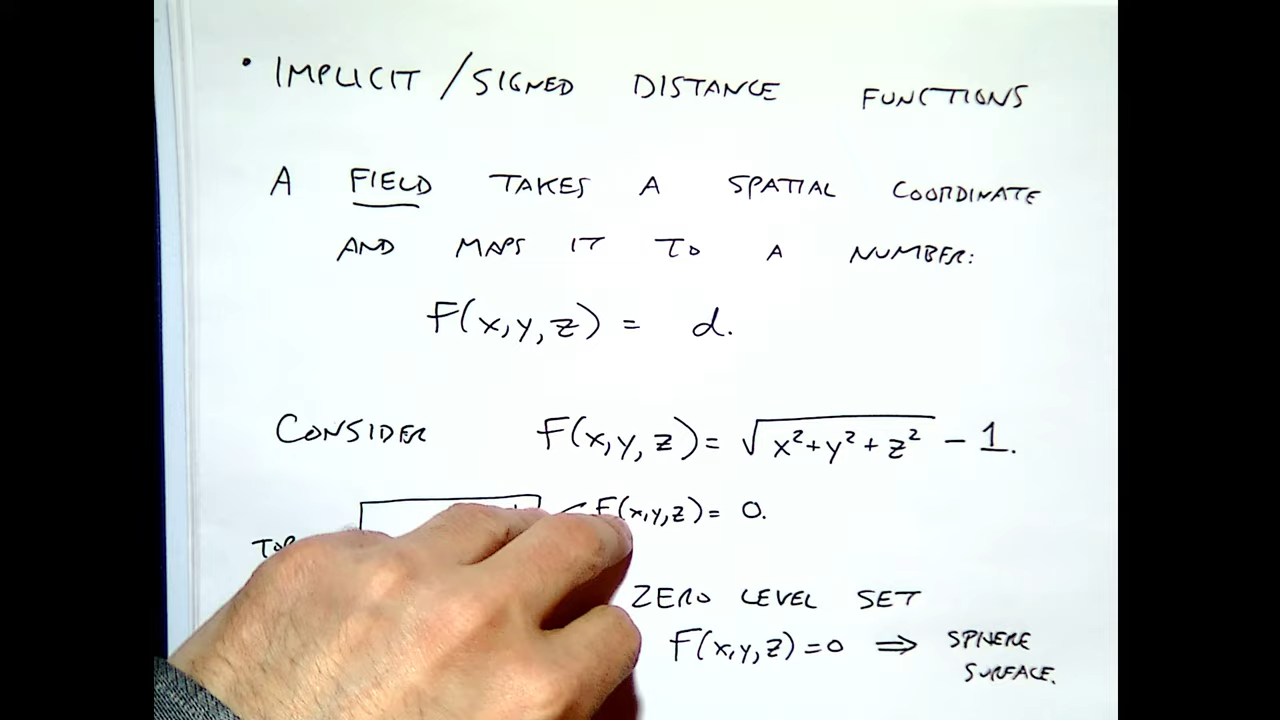 • IMPLICIT / SIGNED DISTANCE FUNCTIONS
A FIELD TAKES A SPATIAL COORDINATE
AND MAPS IT TO A NUMBER:
F(x,y,z) = d.
CONSIDER F(x,y,z) = √x²+y²+z² - 1.
F(x,y,z) = 0.
ZERO LEVEL SET
F(x,y,z) = 0 ⇒ SPHERE
SURFACE.